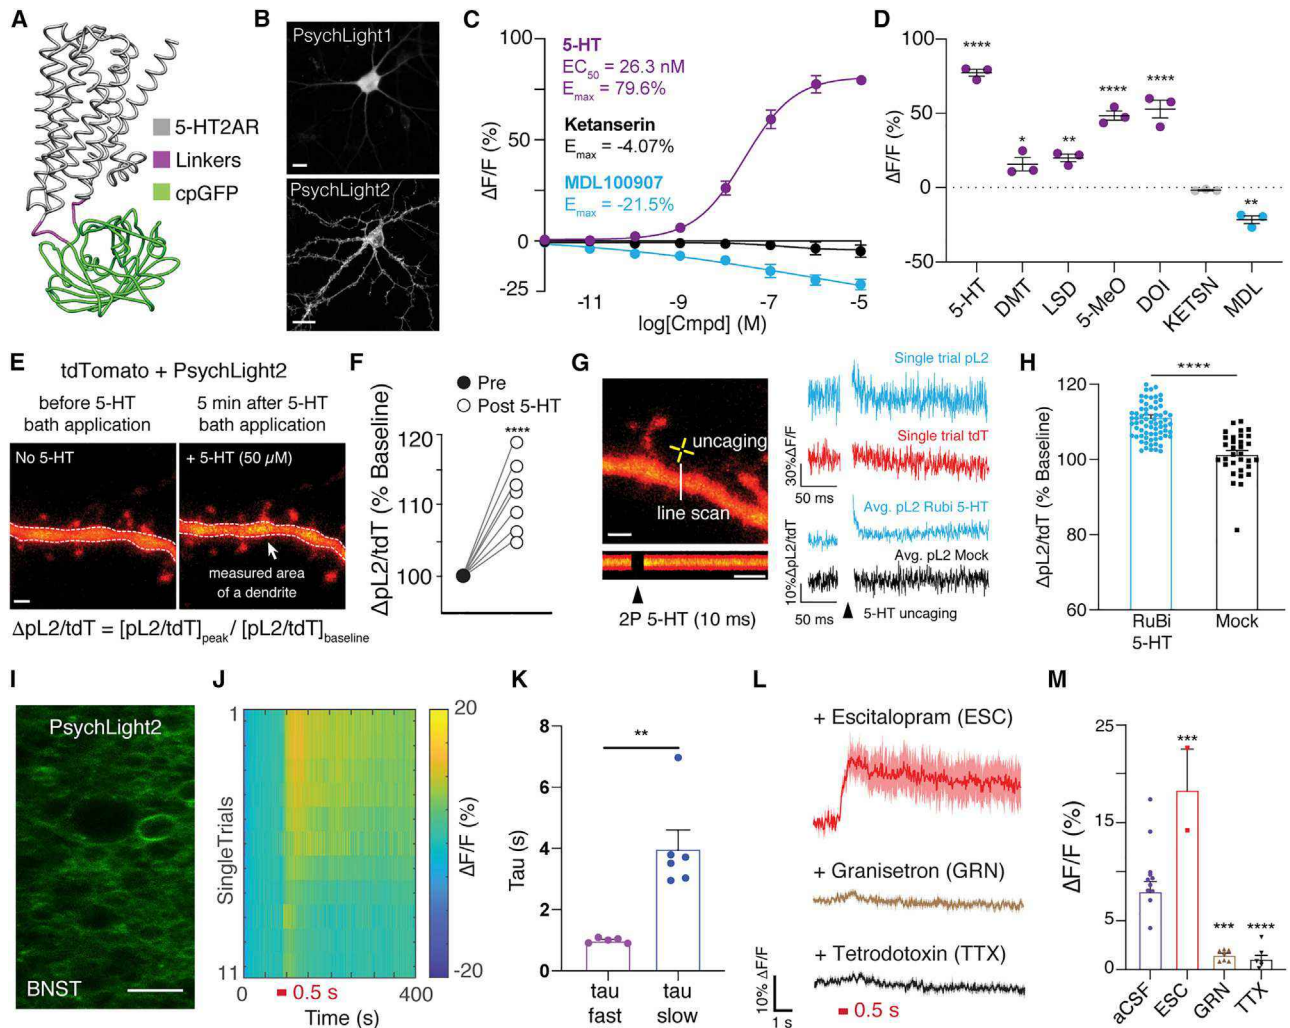 A
5-HT2AR
Linkers
cpGFP
B
PsychLight1
PsychLight2
C
100
50
0
-25
ΔF/F (%)
5-HT
EC50 = 26.3 nM
Emax = 79.6%
Ketanserin
Emax = -4.07%
MDL100907
Emax = -21.5%
-11
-9
-7
-5
log[Cmpd] (M)
D
100
50
0
-50
ΔF/F (%)
****
*
**
****
****
**
5-HT
DMT
LSD
5-MeO
DOI
KETSN
MDL
E
tdTomato + PsychLight2
before 5-HT
bath application
5 min after 5-HT
bath application
No 5-HT
+ 5-HT (50 µM)
measured area
of a dendrite
ΔpL2/tdT = [pL2/tdT]peak/ [pL2/tdT]baseline
F
Pre
Post 5-HT
****
120
110
100
ΔpL2/tdT (% Baseline)
G
uncaging
line scan
2P 5-HT (10 ms)
Single trial pL2
Single trial tdT
30%ΔF/F
50 ms
Avg. pL2 Rubi 5-HT
Avg. pL2 Mock
10%ΔpL2/tdT
50 ms
5-HT uncaging
H
****
120
100
80
60
ΔpL2/tdT (% Baseline)
RuBi
5-HT
Mock
I
PsychLight2
BNST
J
1
11
SingleTrials
0
0.5 s
400
Time (s)
20
-20
ΔF/F (%)
K
8
6
4
2
0
Tau (s)
**
tau
fast
tau
slow
L
+ Escitalopram (ESC)
+ Granisetron (GRN)
+ Tetrodotoxin (TTX)
10% ΔF/F
1 s
0.5 s
M
25
15
5
0
ΔF/F (%)
***
***
****
aCSF
ESC
GRN
TTX